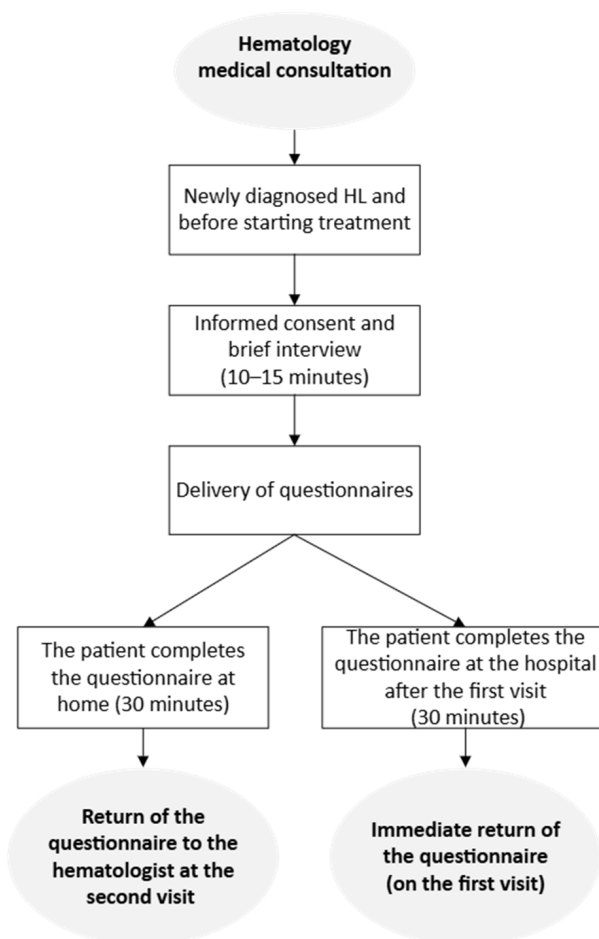 Hematology
medical consultation
Newly diagnosed HL and
before starting treatment
Informed consent and
brief interview
(10–15 minutes)
Delivery of questionnaires
The patient completes
the questionnaire at
home (30 minutes)
The patient completes the
questionnaire at the hospital
after the first visit
(30 minutes)
Return of the
questionnaire to the
hematologist at the
second visit
Immediate return of
the questionnaire
(on the first visit)